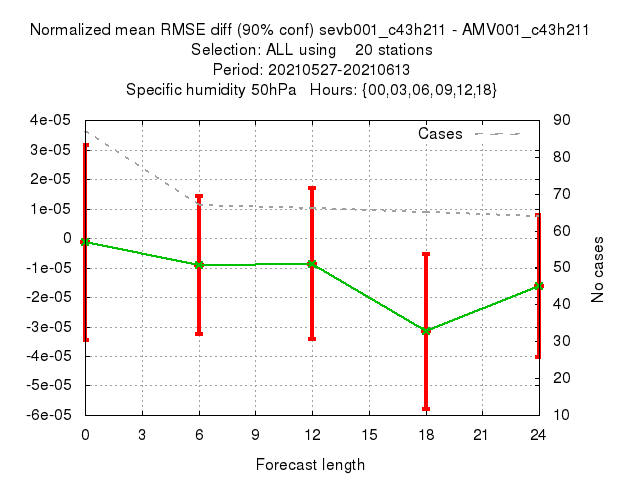 Normalized mean RMSE diff (90% conf) sevb001_c43h211 - AMV001_c43h211
Selection: ALL using    20 stations
Period: 20210527-20210613
Specific humidity 50hPa   Hours: {00,03,06,09,12,18}
4e-05
3e-05
2e-05
1e-05
0
-1e-05
-2e-05
-3e-05
-4e-05
-5e-05
-6e-05
Cases
90
80
70
60
50
40
30
20
10
No cases
0 3 6 9 12 15 18 21 24
Forecast length